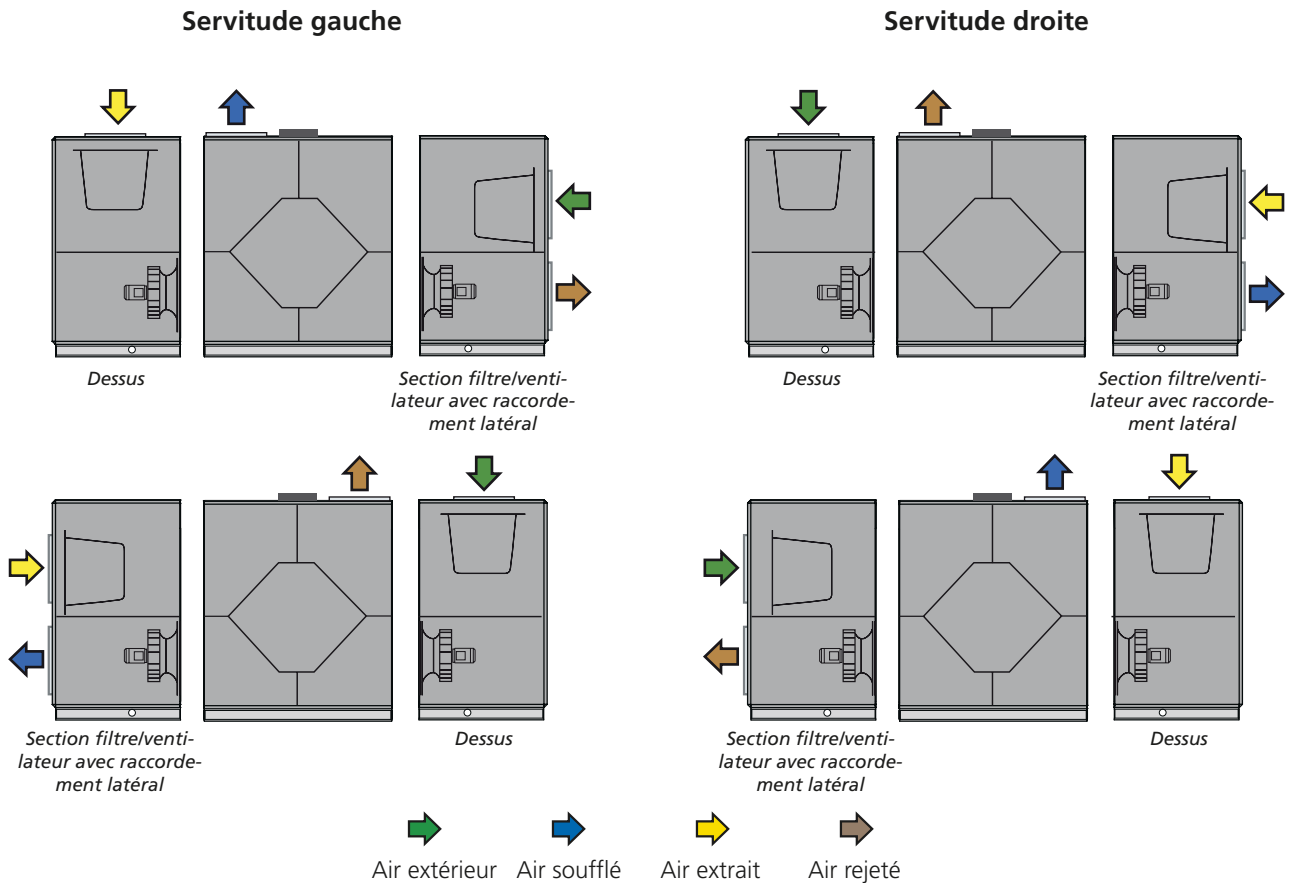 Servitude gauche
Servitude droite
Dessus
Section filtre/venti-
lateur avec raccorde-
ment latéral
Dessus
Section filtre/venti-
lateur avec raccorde-
ment latéral
Section filtre/venti-
lateur avec raccorde-
ment latéral
Dessus
Section filtre/venti-
lateur avec raccorde-
ment latéral
Dessus
Air extérieur
Air soufflé
Air extrait
Air rejeté